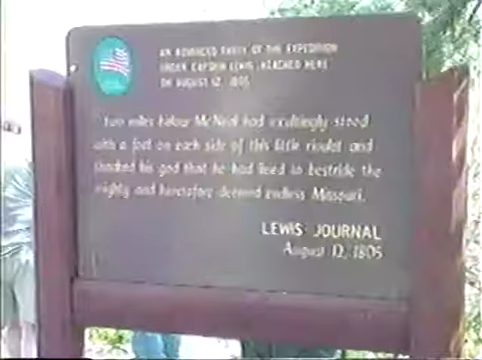 AN ADVANCED PARTY OF THE EXPEDITION
UNDER CAPTAIN LEWIS, REACHED HERE
ON AUGUST 12, 1805
two miles below McNeal had exultingly stood
with a foot on each side of this little rivulet and
thanked his god that he had lived to bestride the
mighty and heretofore deemed endless Missouri.
LEWIS JOURNAL
August 12, 1805